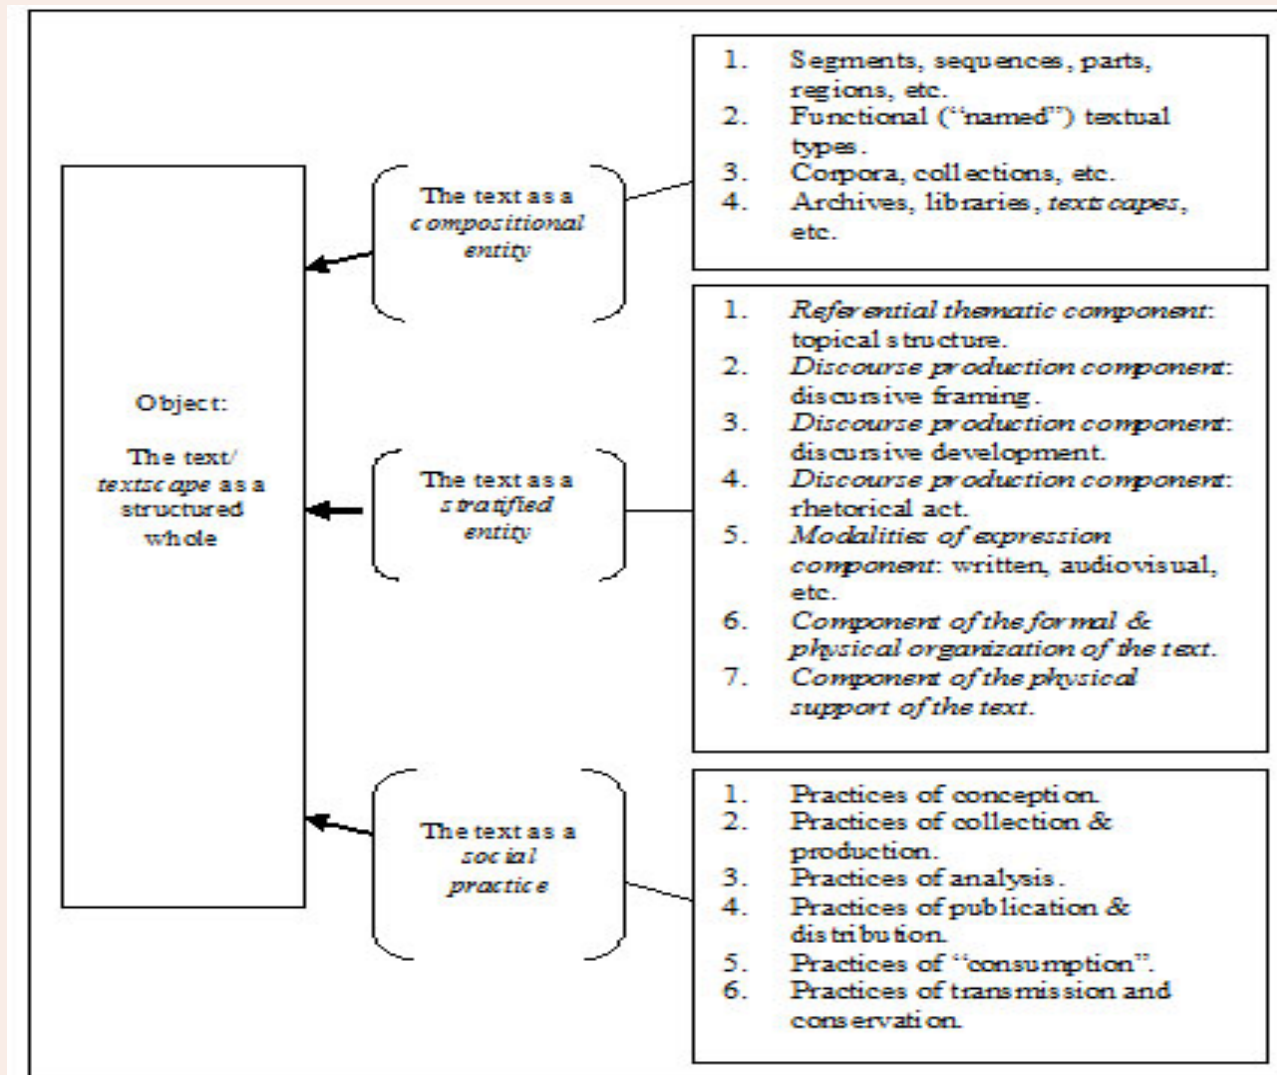 Object:
The text/
textscape as a
structured
whole
The text as a
compositional
entity
1. Segments, sequences, parts,
regions, etc.
2. Functional (“named”) textual
types.
3. Corpora, collections, etc.
4. Archives, libraries, textscapes,
etc.
The text as a
stratified
entity
1. Referential thematic component:
topical structure.
2. Discourse production component:
discursive framing.
3. Discourse production component:
discursive development.
4. Discourse production component:
rhetorical act.
5. Modalities of expression
component: written, audiovisual,
etc.
6. Component of the formal &
physical organization of the text.
7. Component of the physical
support of the text.
The text as a
social
practice
1. Practices of conception.
2. Practices of collection &
production.
3. Practices of analysis.
4. Practices of publication &
distribution.
5. Practices of “consumption”.
6. Practices of transmission and
conservation.